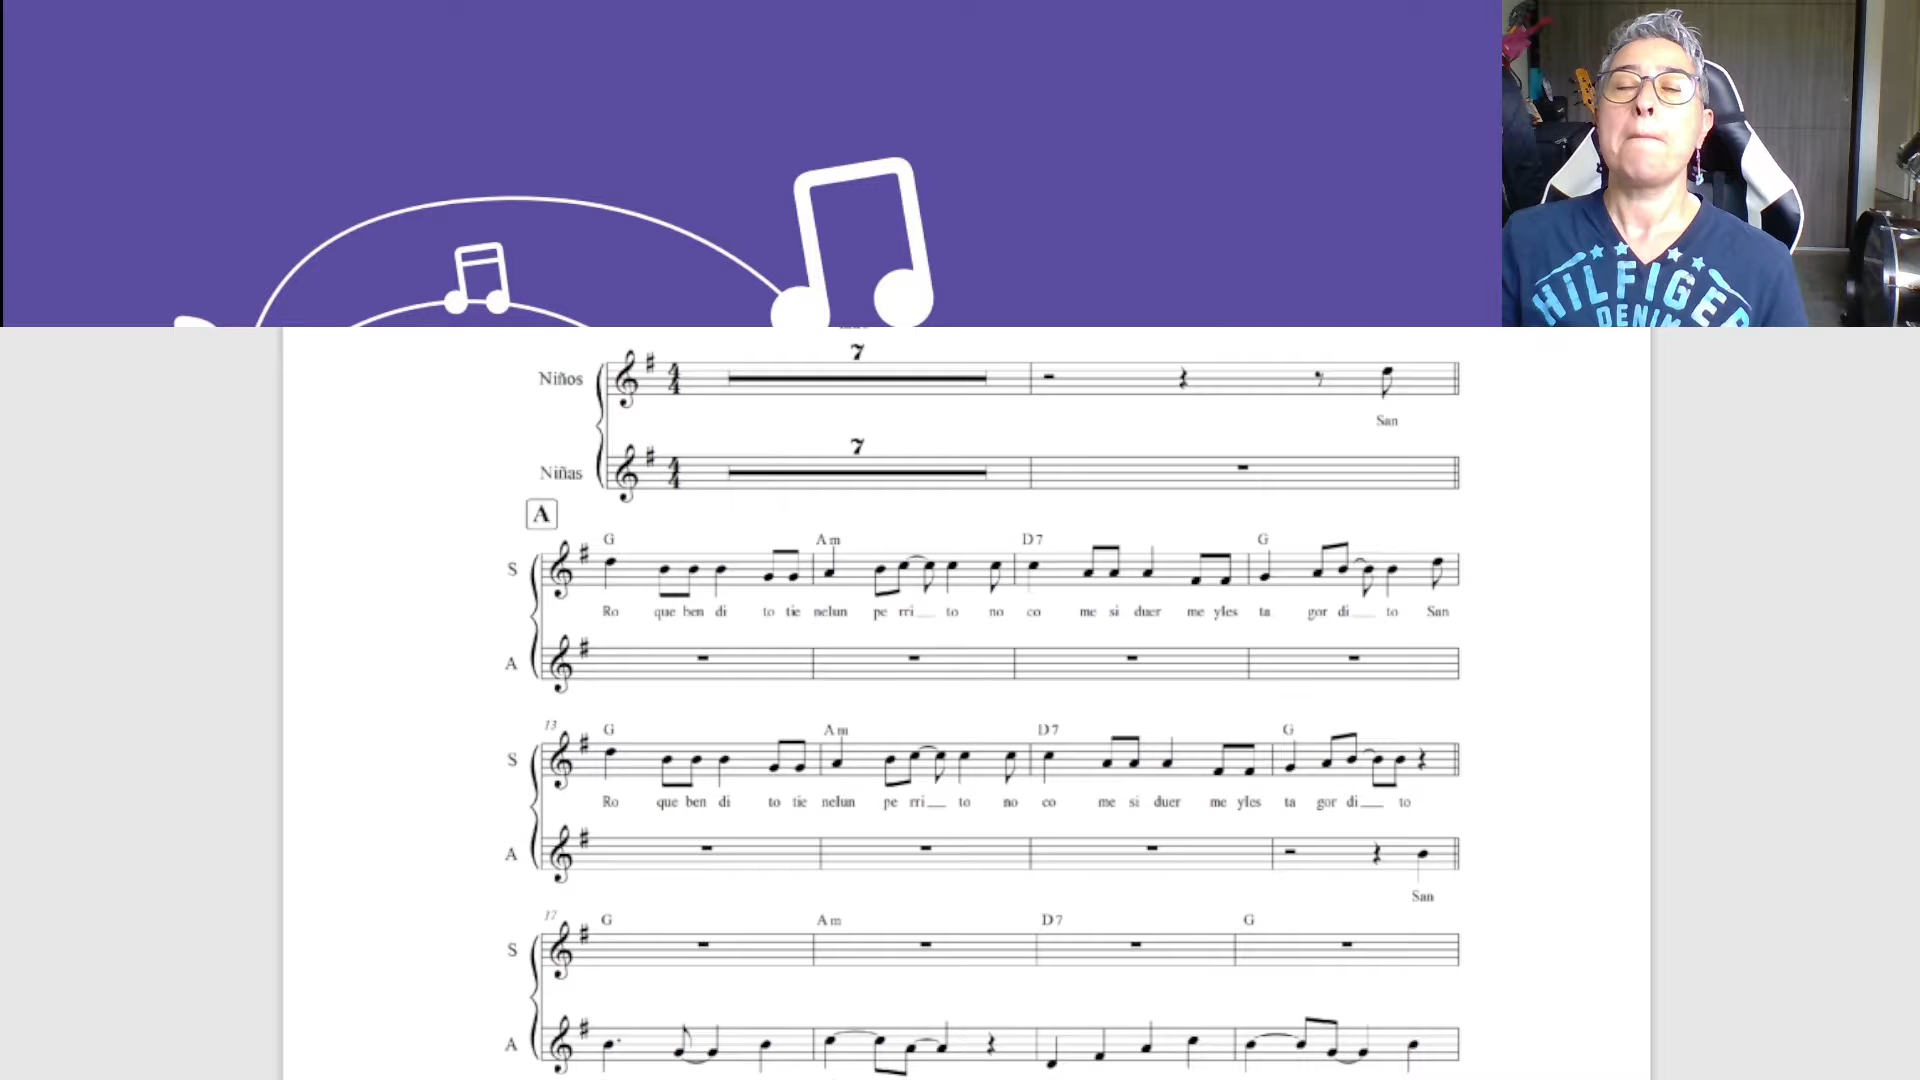 HILFIGER
DENIM
7
Niños
San
7
Niñas
A
G Am D7 G
S
Ro que ben di to tie nelun pe rri to no co me si duer me yles ta gor di to San
A
13 G Am D7 G
S
Ro que ben di to tie nelun pe rri to no co me si duer me yles ta gor di to
A
San
17 G Am D7 G
S
A